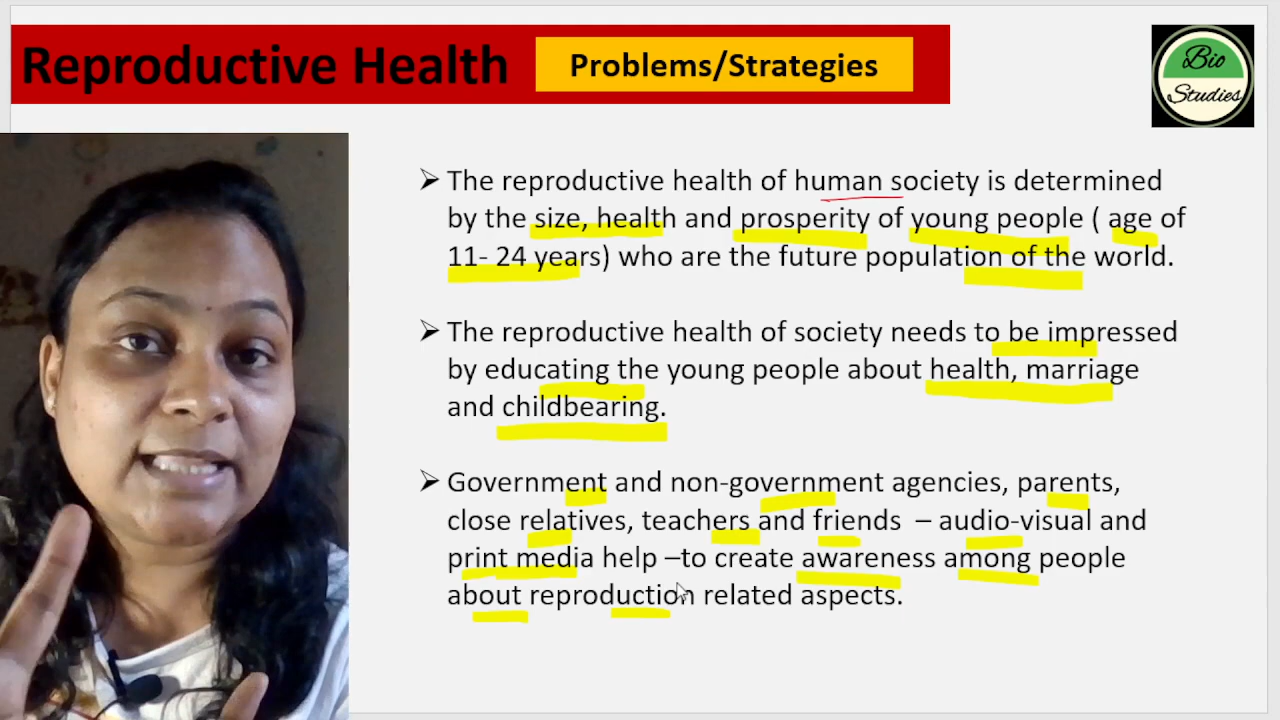 Reproductive Health Problems/Strategies
Bio
Studies
➢ The reproductive health of human society is determined
by the size, health and prosperity of young people ( age of
11- 24 years) who are the future population of the world.
➢ The reproductive health of society needs to be impressed
by educating the young people about health, marriage
and childbearing.
➢ Government and non-government agencies, parents,
close relatives, teachers and friends – audio-visual and
print media help –to create awareness among people
about reproduction related aspects.